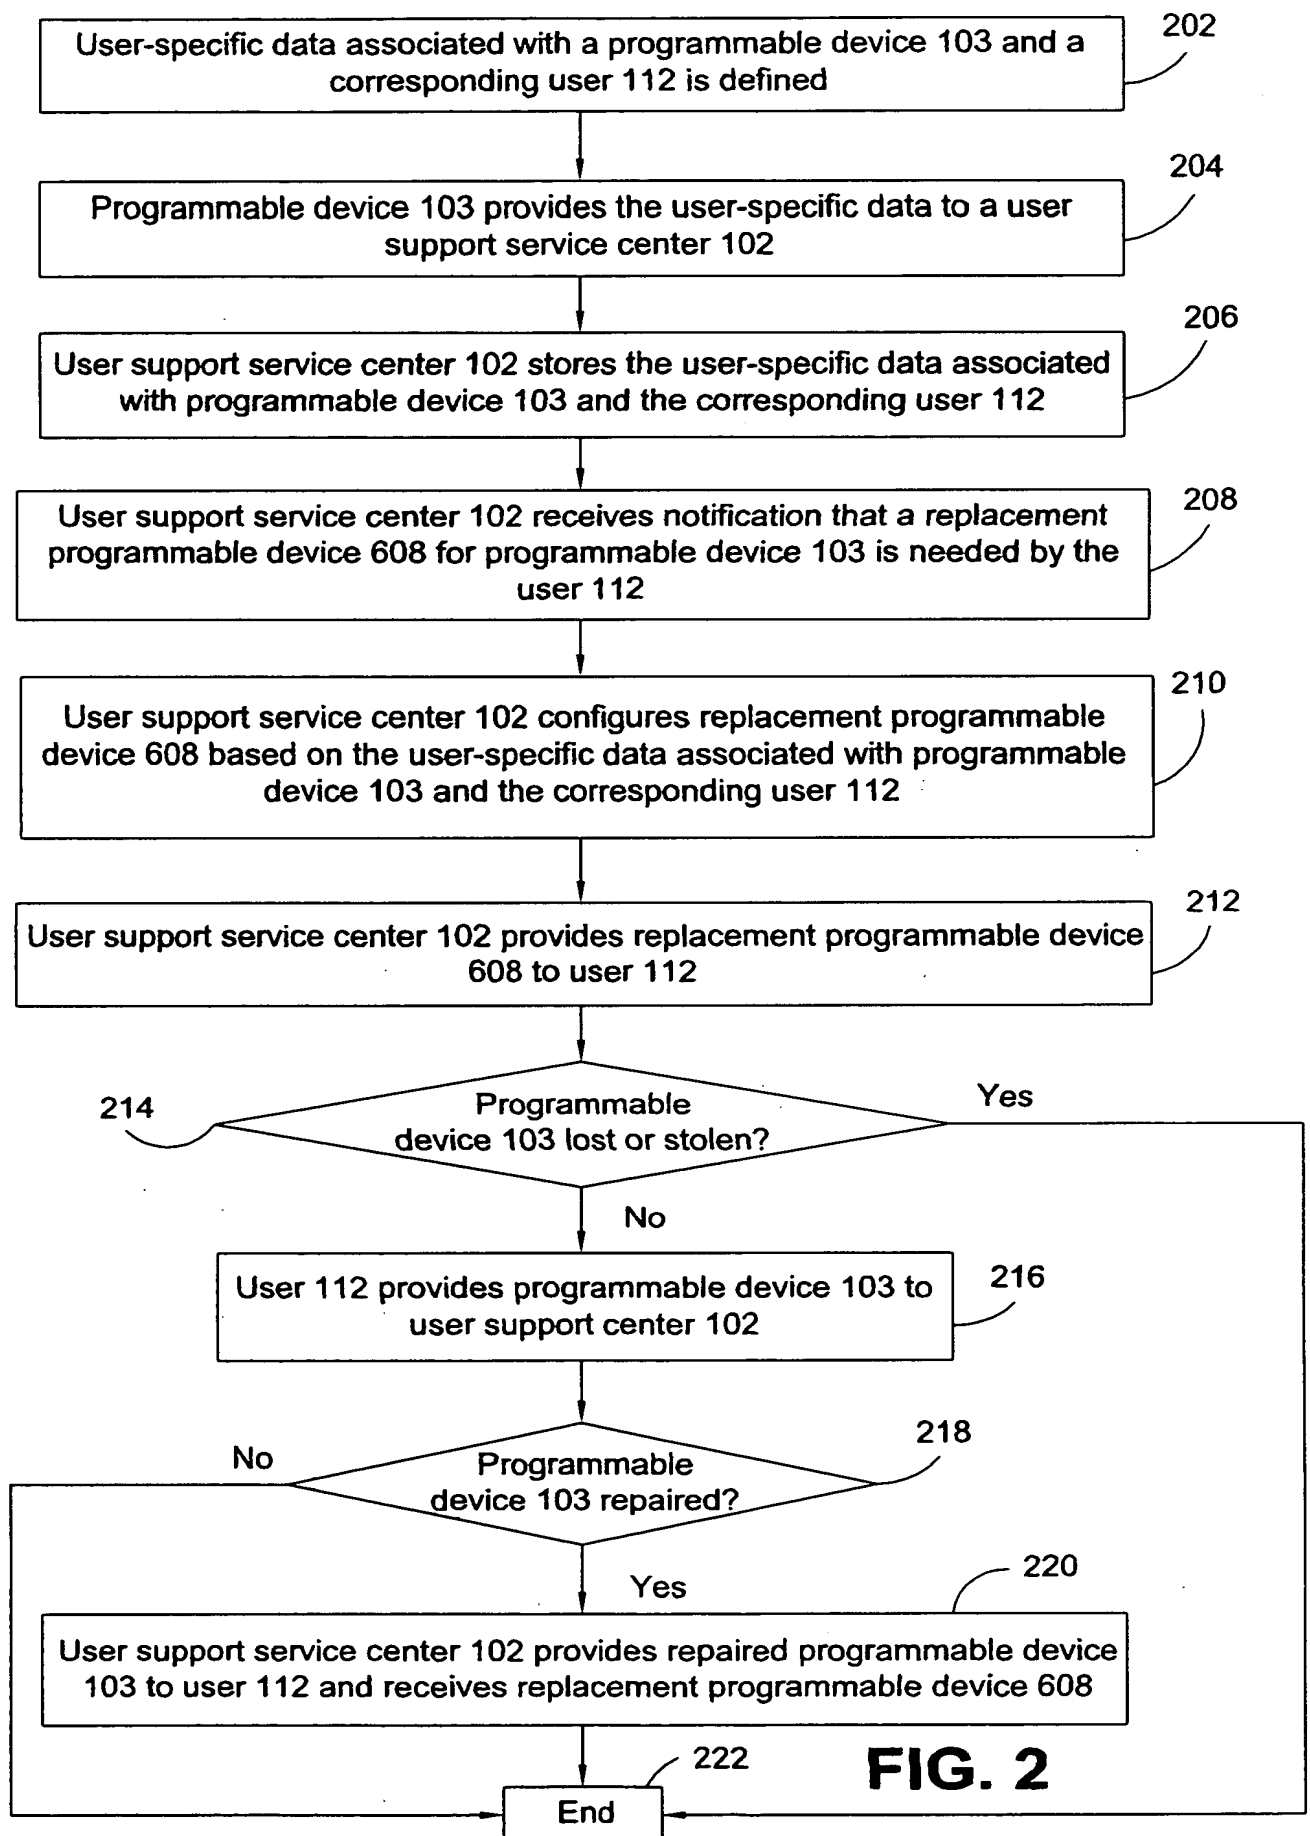 202
User-specific data associated with a programmable device 103 and a
corresponding user 112 is defined
204
Programmable device 103 provides the user-specific data to a user
support service center 102
206
User support service center 102 stores the user-specific data associated
with programmable device 103 and the corresponding user 112
208
User support service center 102 receives notification that a replacement
programmable device 608 for programmable device 103 is needed by the
user 112
210
User support service center 102 configures replacement programmable
device 608 based on the user-specific data associated with programmable
device 103 and the corresponding user 112
212
User support service center 102 provides replacement programmable device
608 to user 112
214
Programmable
device 103 lost or stolen?
Yes
No
216
User 112 provides programmable device 103 to
user support center 102
218
No
Programmable
device 103 repaired?
Yes
220
User support service center 102 provides repaired programmable device
103 to user 112 and receives replacement programmable device 608
222
FIG. 2
End